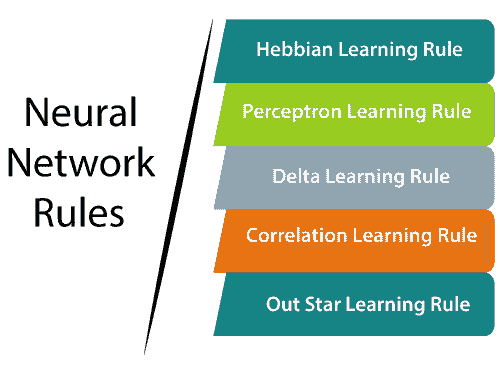 Neural
Network
Rules
Hebbian Learning Rule
Perceptron Learning Rule
Delta Learning Rule
Correlation Learning Rule
Out Star Learning Rule